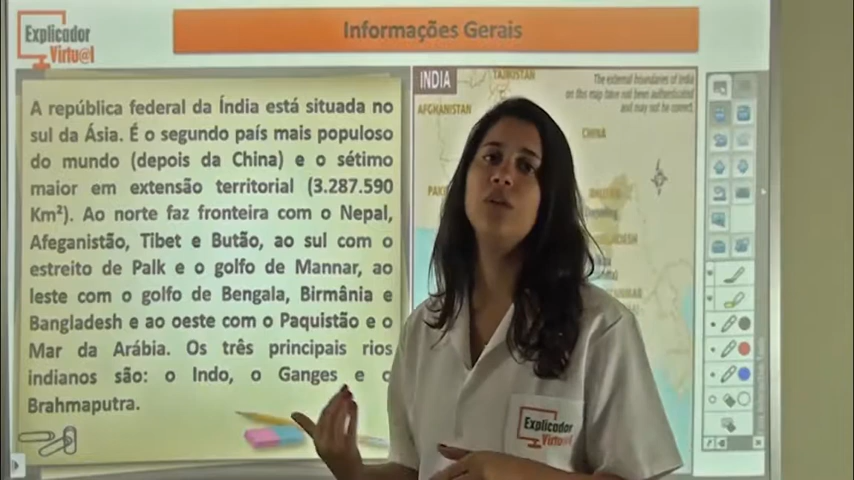 Explicador
Virtu@l
Informações Gerais
A república federal da Índia está situada no
sul da Ásia. É o segundo país mais populoso
do mundo (depois da China) e o sétimo
maior em extensão territorial (3.287.590
Km²). Ao norte faz fronteira com o Nepal,
Afeganistão, Tibet e Butão, ao sul com o
estreito de Palk e o golfo de Mannar, ao
leste com o golfo de Bengala, Birmânia e
Bangladesh e ao oeste com o Paquistão e o
Mar da Arábia. Os três principais rios
indianos são: o Indo, o Ganges e o
Brahmaputra.
INDIA
TAJIKISTAN
The external boundaries of India
on this map have not been authenticated
and may not be correct.
AFGHANISTAN
CHINA
Explicador
Virtu@l